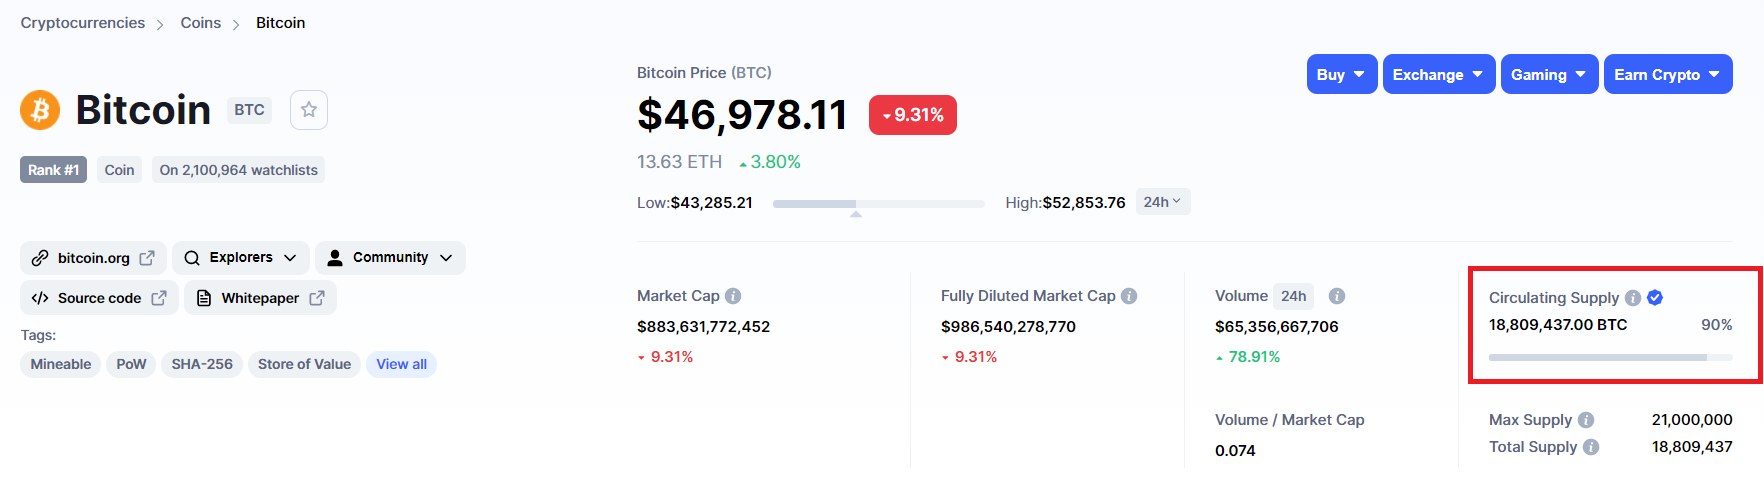 Cryptocurrencies > Coins > Bitcoin
Bitcoin BTC
Rank #1 Coin On 2,100,964 watchlists
bitcoin.org Explorers Community
Source code Whitepaper
Tags:
Mineable PoW SHA-256 Store of Value View all
Bitcoin Price (BTC)
$46,978.11 9.31%
13.63 ETH 3.80%
Low:$43,285.21 High:$52,853.76 24h
Buy Exchange Gaming Earn Crypto
Market Cap
$883,631,772,452
9.31%
Fully Diluted Market Cap
$986,540,278,770
9.31%
Volume 24h
$65,356,667,706
78.91%
Volume / Market Cap
0.074
Circulating Supply
18,809,437.00 BTC 90%
Max Supply 21,000,000
Total Supply 18,809,437